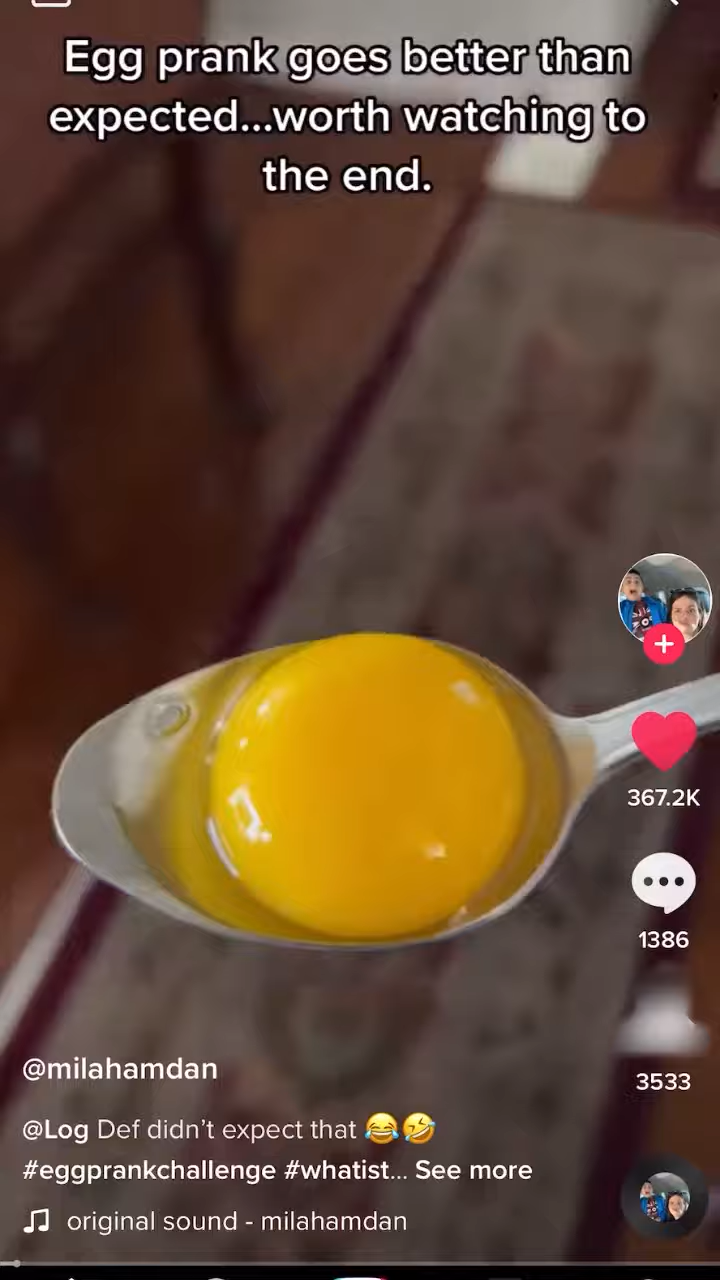 Egg prank goes better than
expected...worth watching to
the end.
367.2K
1386
3533
@milahamdan
@Log Def didn't expect that 😂🤣
#eggprankchallenge #whatist... See more
original sound - milahamdan